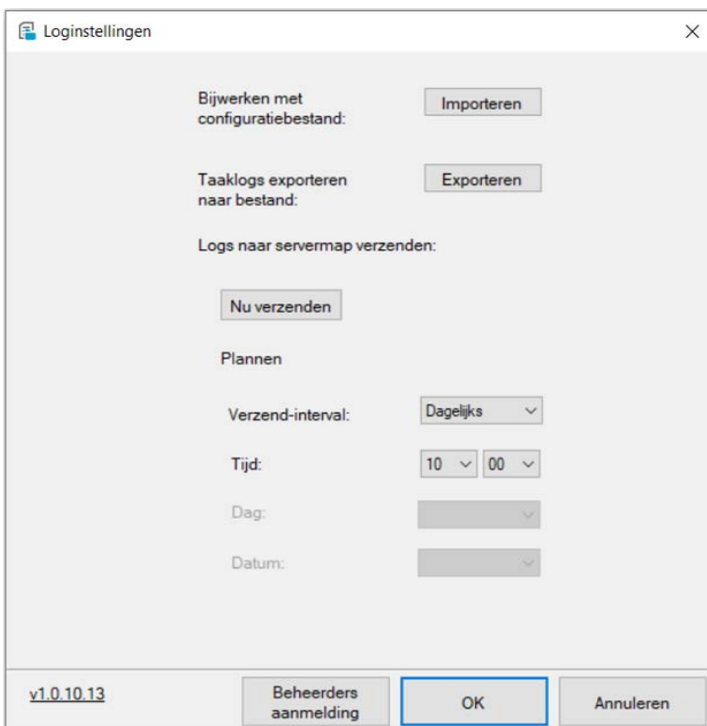 Loginstellingen
Bijwerken met
configuratiebestand:
Importeren
Taaklogs exporteren
naar bestand:
Exporteren
Logs naar servermap verzenden:
Nu verzenden
Plannen
Verzend-interval:
Dagelijks
Tijd:
10
00
Dag:
Datum:
v1.0.10.13
Beheerders
aanmelding
OK
Annuleren